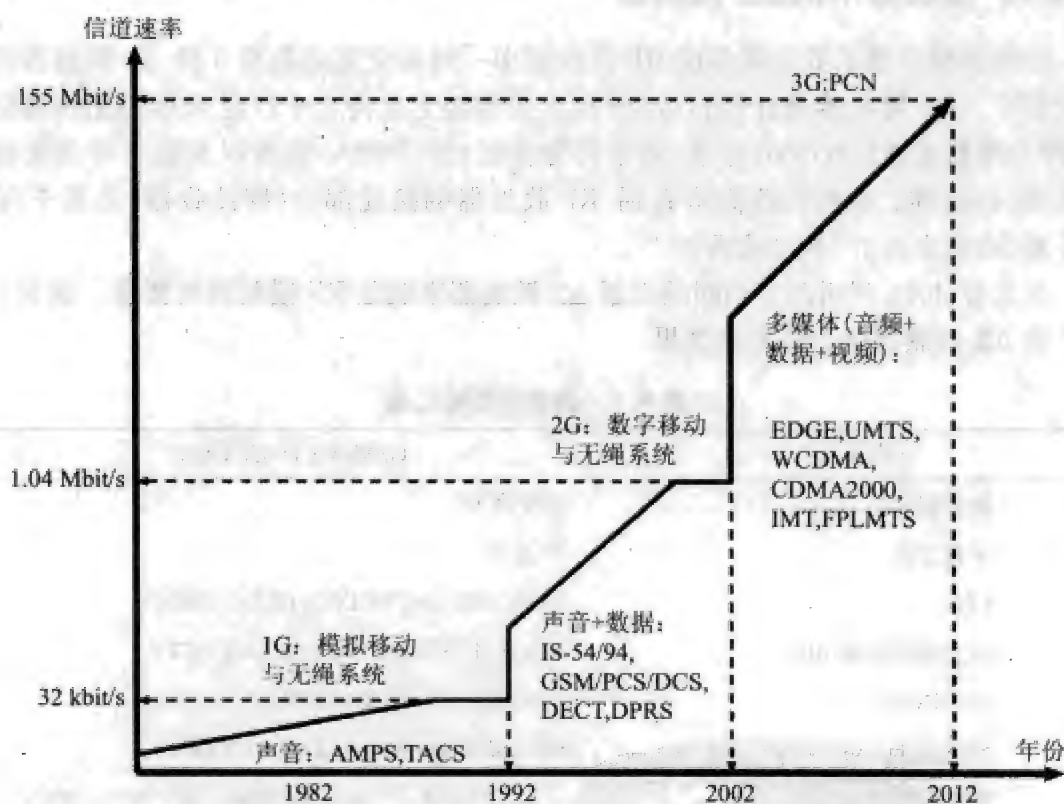 信道速率
155 Mbit/s
3G:PCN
多媒体(音频+
数据+视频)：
2G：数字移动
与无绳系统
EDGE,UMTS,
WCDMA,
CDMA2000,
IMT,FPLMTS
1.04 Mbit/s
声音+数据：
IS-54/94,
GSM/PCS/DCS,
DECT,DPRS
1G：模拟移动
与无绳系统
32 kbit/s
声音：AMPS,TACS
年份
1982
1992
2002
2012